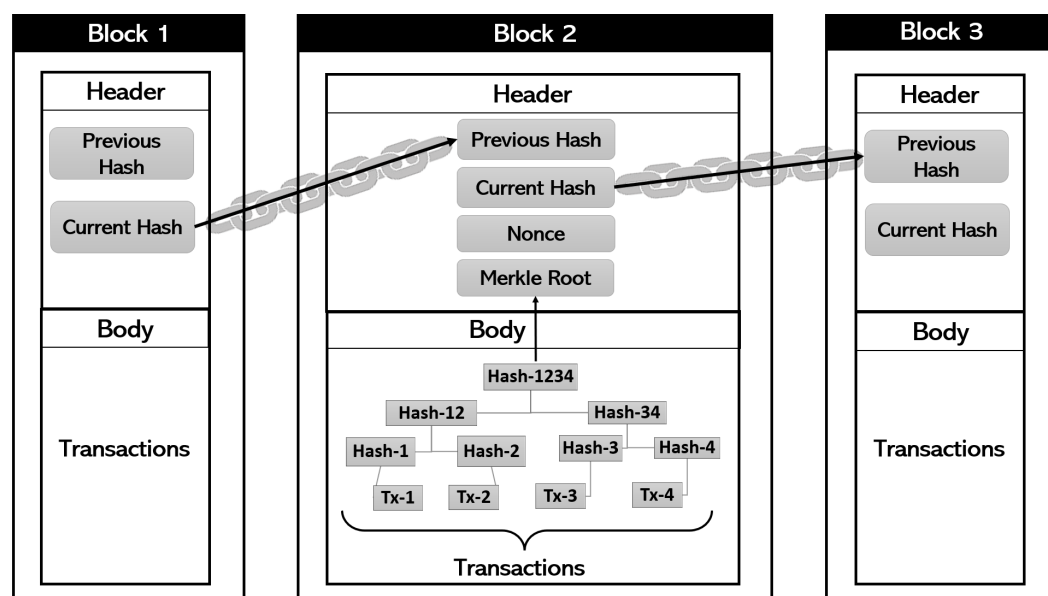 Block 1
Header
Previous
Hash
Current Hash
Body
Transactions
Block 2
Header
Previous Hash
Current Hash
Nonce
Merkle Root
Body
Hash-1234
Hash-12 Hash-34
Hash-1 Hash-2 Hash-3 Hash-4
Tx-1 Tx-2 Tx-3 Tx-4
Transactions
Block 3
Header
Previous
Hash
Current Hash
Body
Transactions